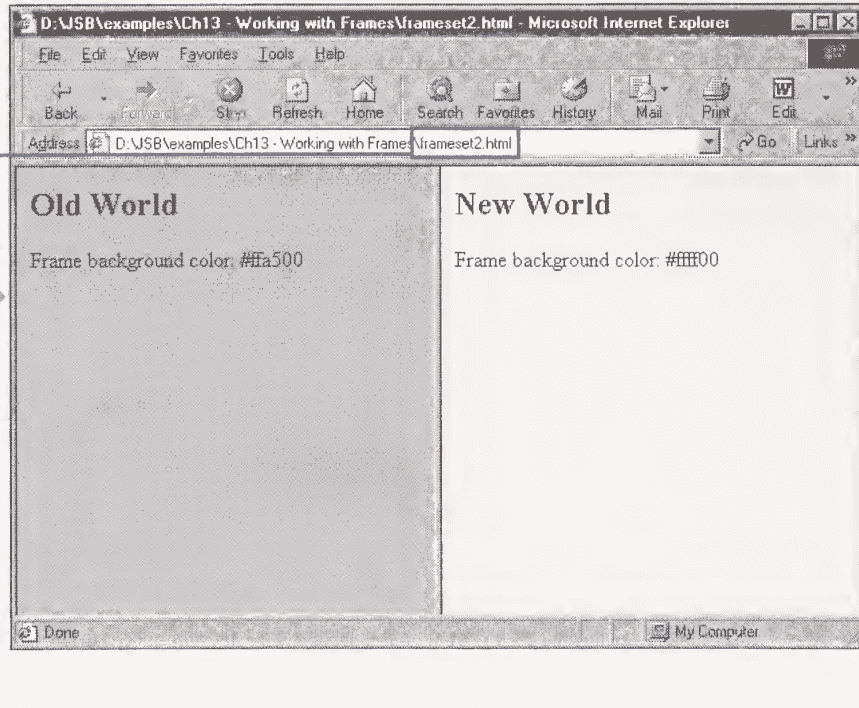 D:\JSB\examples\Ch13 - Working with Frames\frameset2.html - Microsoft Internet Explorer
File Edit View Favorites Tools Help
Back Forward Stop Refresh Home Search Favorites History Mail Print Edit
Address D:\JSB\examples\Ch13 - Working with Frames\frameset2.html Go Links
Old World
Frame background color: #ffa500
New World
Frame background color: #ffff00
Done My Computer